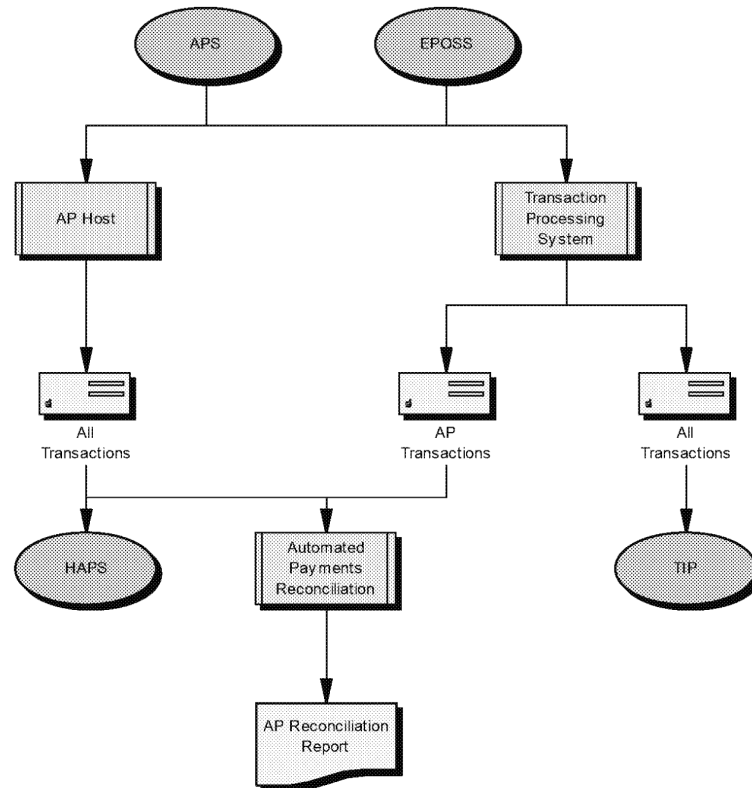 APS
EPOSS
AP Host
Transaction
Processing
System
All
Transactions
AP
Transactions
All
Transactions
HAPS
Automated
Payments
Reconciliation
TIP
AP Reconciliation
Report